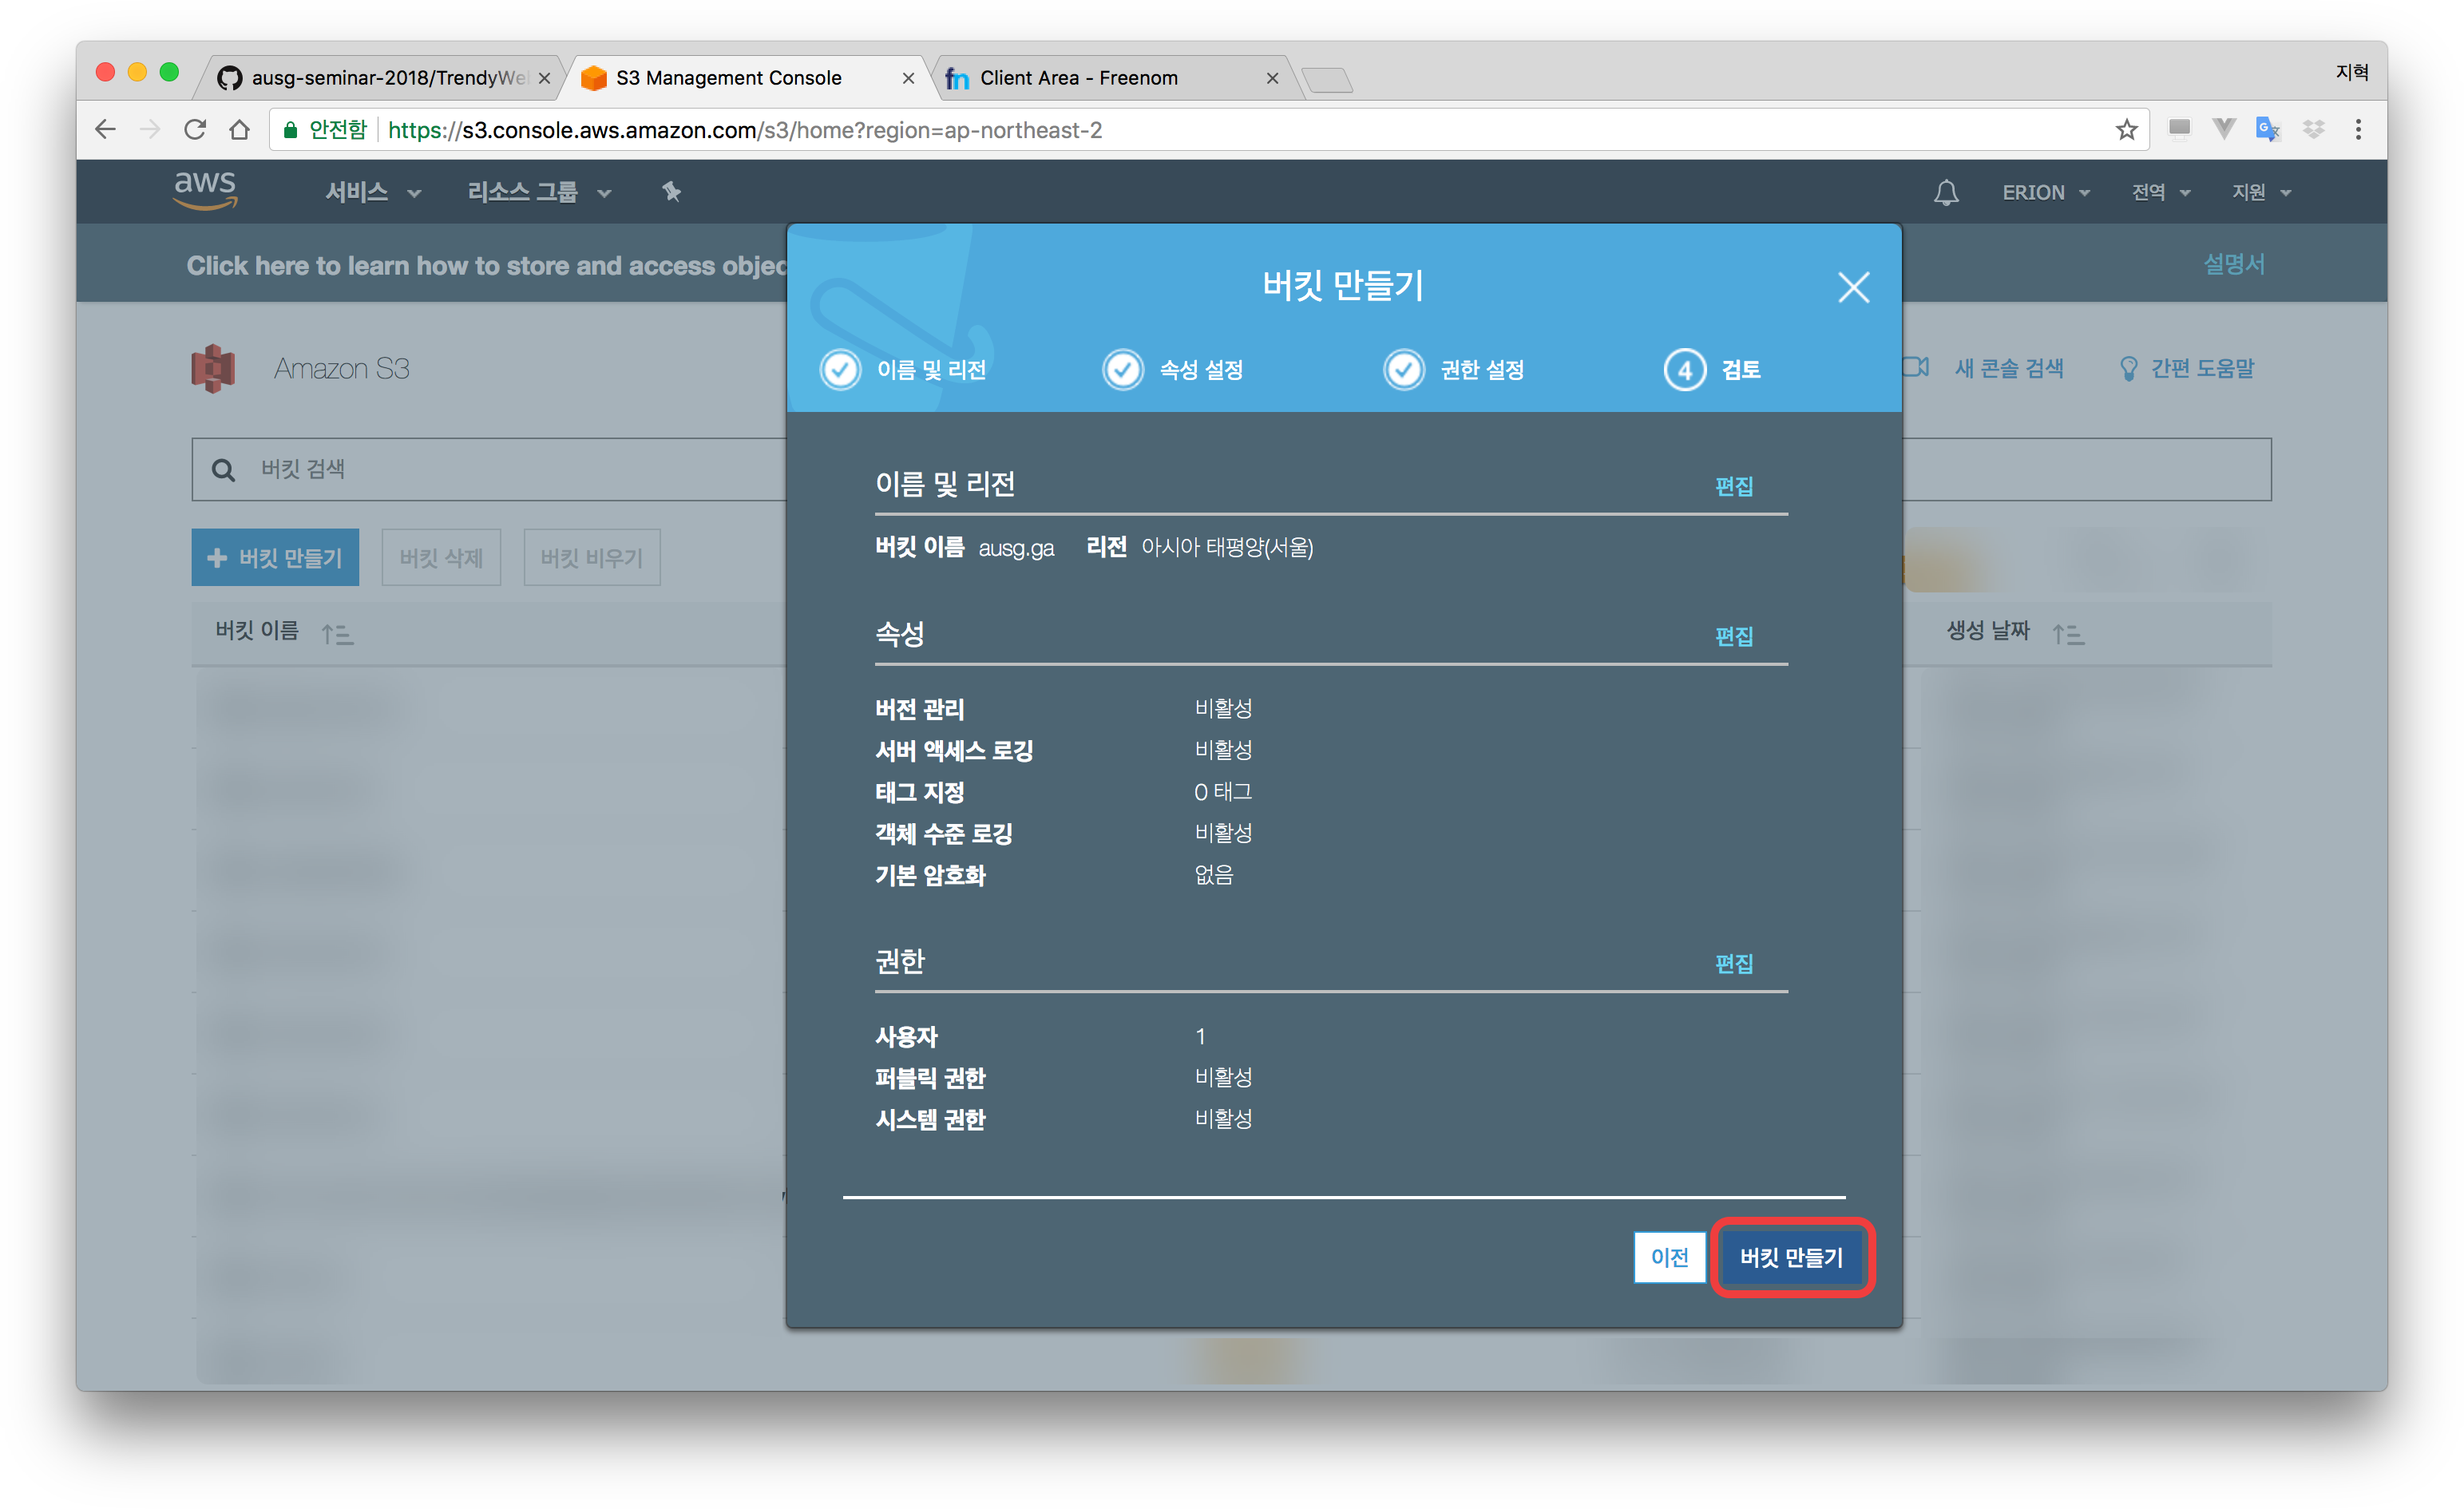 ausg-seminar-2018/TrendyWe
S3 Management Console
fn Client Area - Freenom
지혁
안전함 https://s3.console.aws.amazon.com/s3/home?region=ap-northeast-2
aws 서비스 리소스 그룹 ERION 전역 지원
Click here to learn how to store and access objec
설명서
버킷 만들기
이름 및 리전
속성 설정
권한 설정
4 검토
Amazon S3
새 콘솔 검색
간편 도움말
버킷 검색
버킷 만들기
버킷 삭제
버킷 비우기
버킷 이름
생성 날짜
이름 및 리전 편집
버킷 이름 ausg.ga 리전 아시아 태평양(서울)
속성 편집
버전 관리 비활성
서버 액세스 로깅 비활성
태그 지정 0 태그
객체 수준 로깅 비활성
기본 암호화 없음
권한 편집
사용자 1
퍼블릭 권한 비활성
시스템 권한 비활성
이전
버킷 만들기